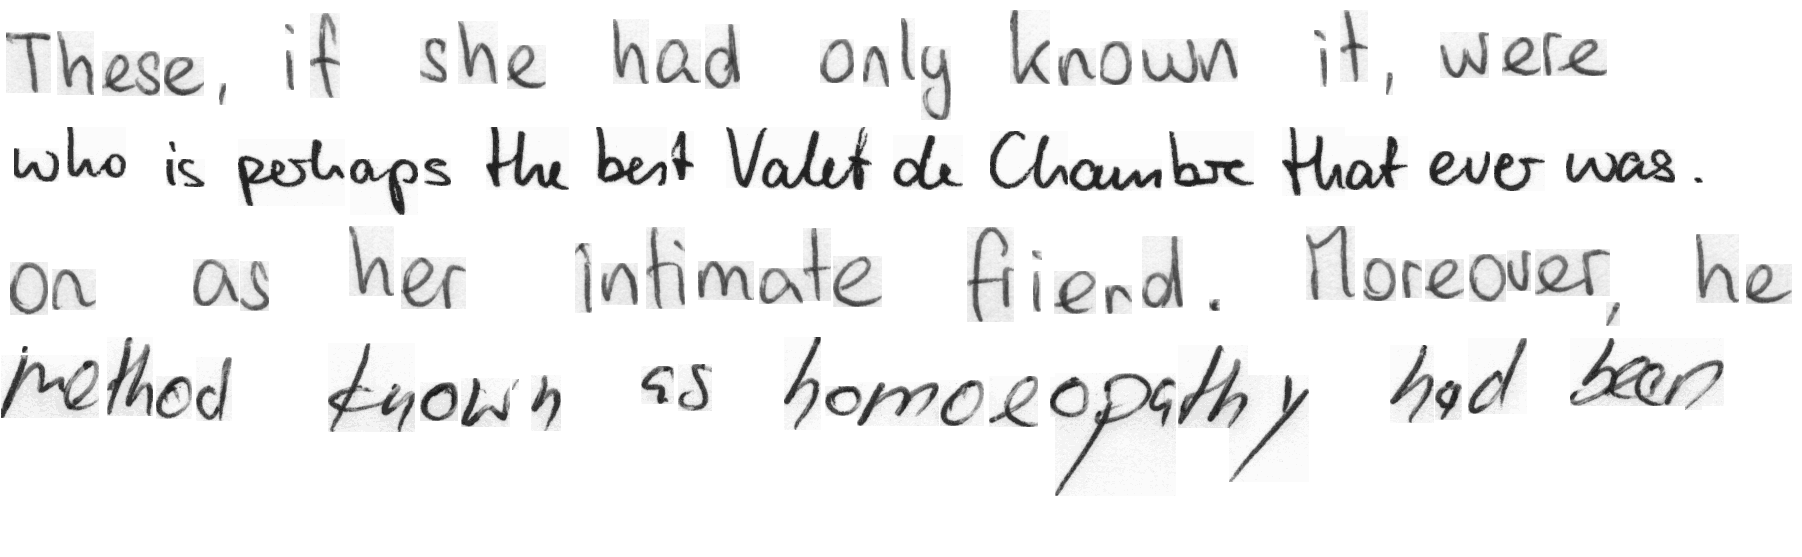 These, if she had only known it, were
who is perhaps the best Valet de Chambre that ever was.
on as her intimate friend. Moreover, he
method known as homoeopathy had been